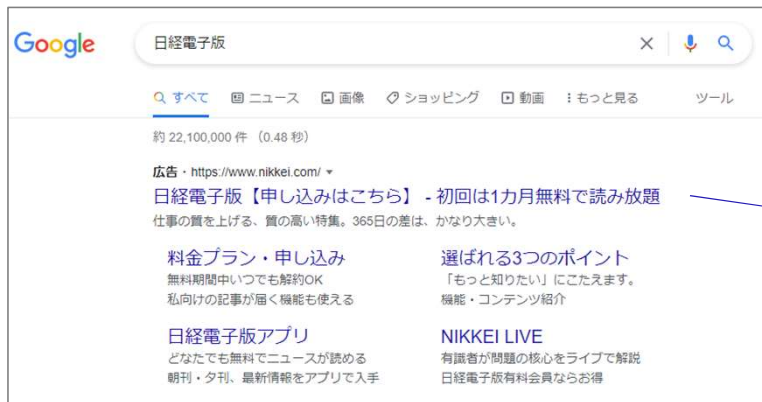 Google
日経電子版
すべて ニュース 画像 ショッピング 動画 もっと見る ツール
約 22,100,000 件 （0.48 秒）
広告・https://www.nikkei.com/
日経電子版【申し込みはこちら】 - 初回は1カ月無料で読み放題
仕事の質を上げる、質の高い特集。365日の差は、かなり大きい。
料金プラン・申し込み
無料期間中いつでも解約OK
私向けの記事が届く機能も使える
選ばれる3つのポイント
「もっと知りたい」にこたえます。
機能・コンテンツ紹介
日経電子版アプリ
どなたでも無料でニュースが読める
朝刊・夕刊、最新情報をアプリで入手
NIKKEI LIVE
有識者が問題の核心をライブで解説
日経電子版有料会員ならお得